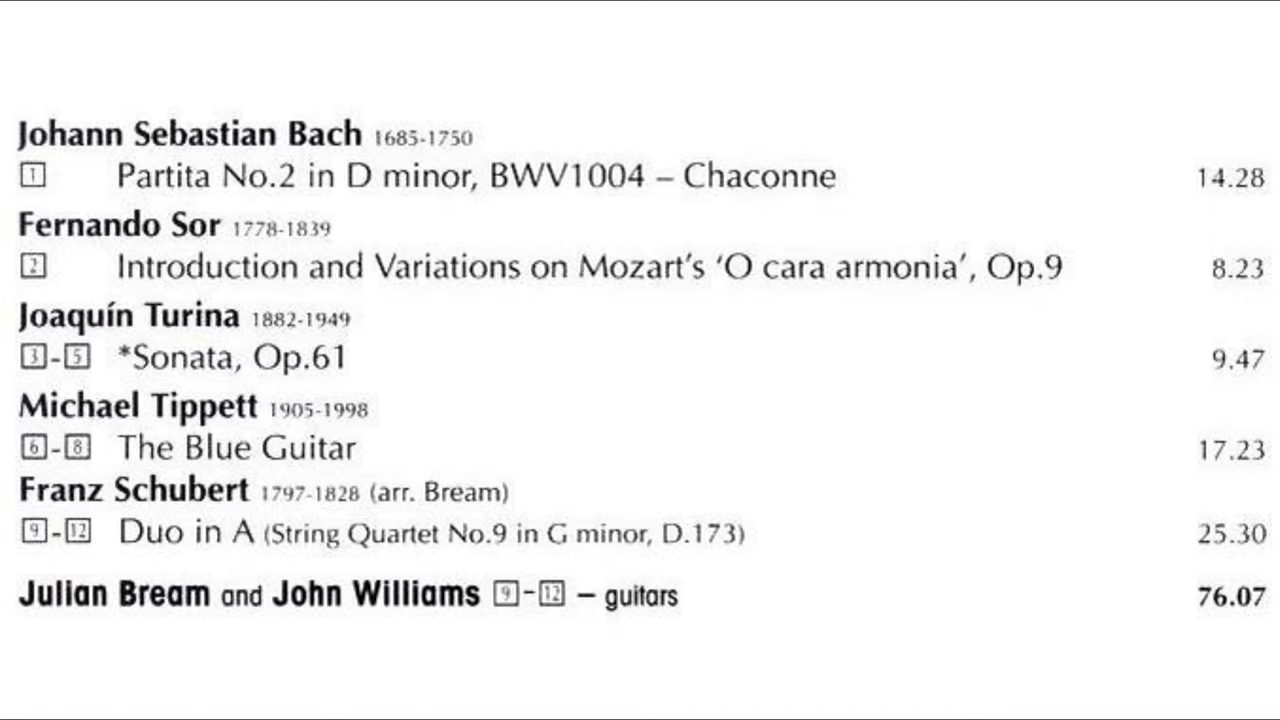 Johann Sebastian Bach 1685-1750
1 Partita No.2 in D minor, BWV1004 – Chaconne 14.28
Fernando Sor 1778-1839
2 Introduction and Variations on Mozart's 'O cara armonia', Op.9 8.23
Joaquín Turina 1882-1949
3-5 *Sonata, Op.61 9.47
Michael Tippett 1905-1998
6-8 The Blue Guitar 17.23
Franz Schubert 1797-1828 (arr. Bream)
9-12 Duo in A (String Quartet No.9 in G minor, D.173) 25.30
Julian Bream and John Williams 9-12 – guitars 76.07